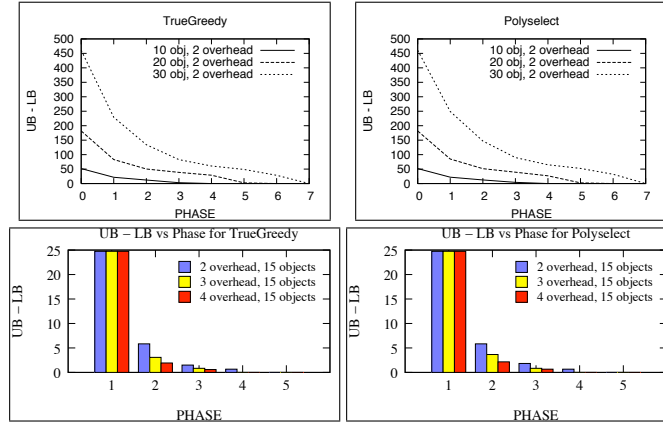 TrueGreedy
UB - LB
500
450
400
350
300
250
200
150
100
50
0
10 obj, 2 overhead
20 obj, 2 overhead
30 obj, 2 overhead
0 1 2 3 4 5 6 7
PHASE
Polyselect
UB - LB
500
450
400
350
300
250
200
150
100
50
0
10 obj, 2 overhead
20 obj, 2 overhead
30 obj, 2 overhead
0 1 2 3 4 5 6 7
PHASE
UB – LB vs Phase for TrueGreedy
UB – LB
25
20
15
10
5
0
2 overhead, 15 objects
3 overhead, 15 objects
4 overhead, 15 objects
1 2 3 4 5
PHASE
UB – LB vs Phase for Polyselect
UB – LB
25
20
15
10
5
0
2 overhead, 15 objects
3 overhead, 15 objects
4 overhead, 15 objects
1 2 3 4 5
PHASE